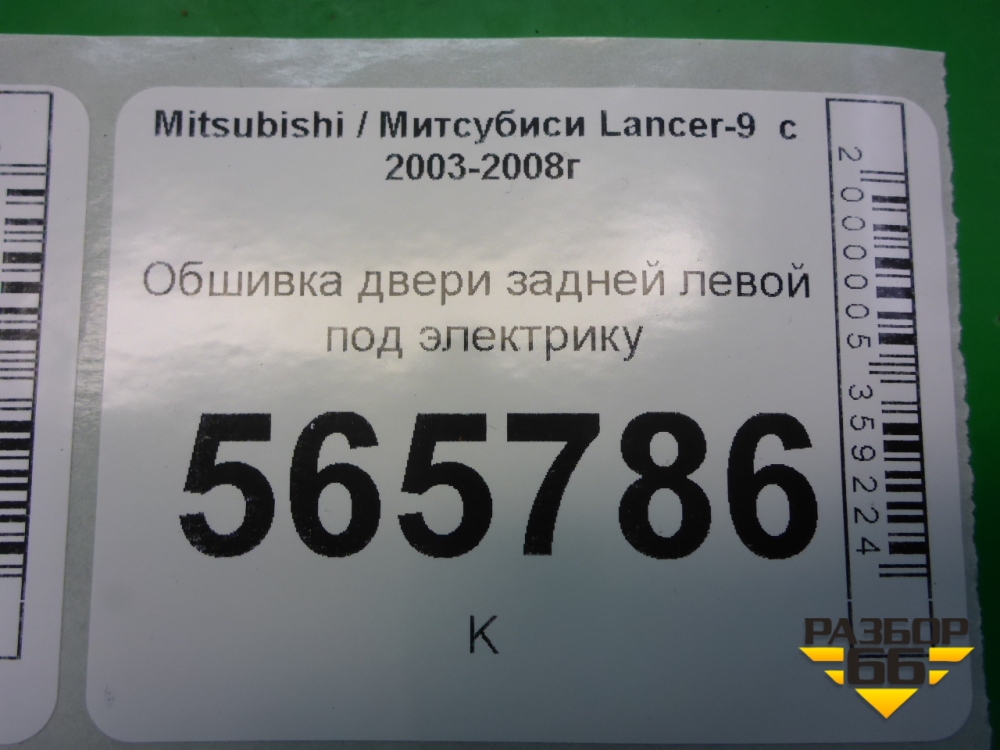 Mitsubishi / Митсубиси Lancer-9 с
2003-2008г
Обшивка двери задней левой
под электрику
565786
К
2000005359224
РАЗБОР
66